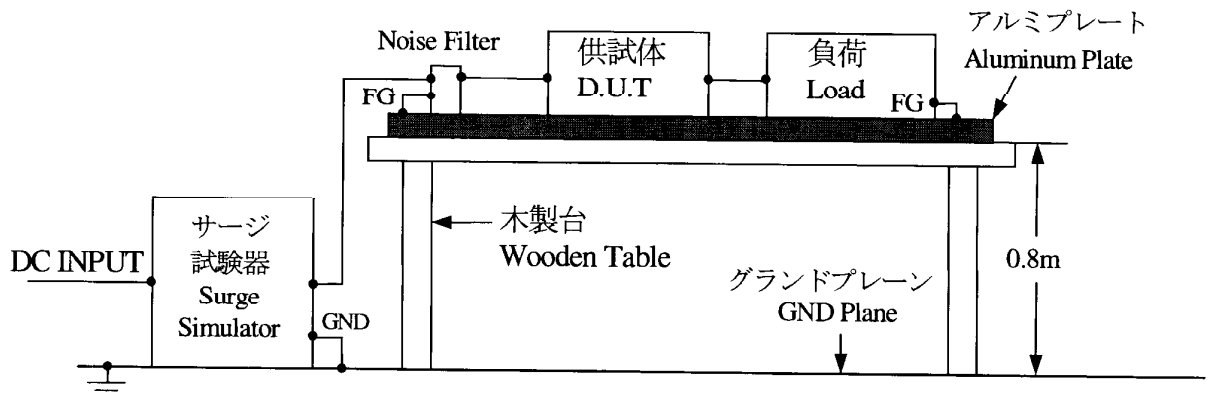 アルミプレート
Aluminum Plate
Noise Filter
供試体
D.U.T
負荷
Load
FG
FG
サージ
試験器
Surge
Simulator
DC INPUT
GND
木製台
Wooden Table
グランドプレーン
GND Plane
0.8m